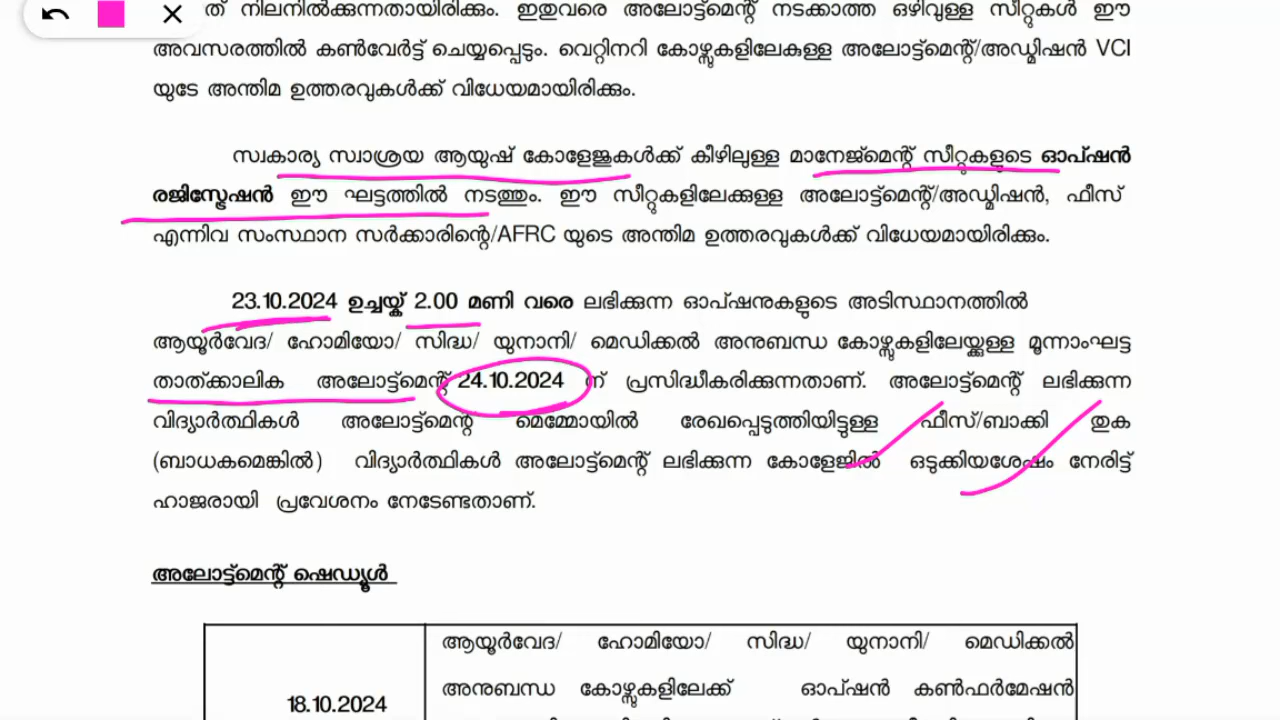 ത് നിലനിൽക്കുന്നതായിരിക്കും. ഇതുവരെ അലോട്ട്മെന്റ് നടക്കാത്ത ഒഴിവുള്ള സീറ്റുകൾ ഈ
അവസരത്തിൽ കൺവേർട്ട് ചെയ്യപ്പെടും. വെറ്റിനറി കോഴ്സുകളിലേകുള്ള അലോട്ട്മെന്റ്/അഡ്മിഷൻ VCI
യുടേ അന്തിമ ഉത്തരവുകൾക്ക് വിധേയമായിരിക്കും.
സ്വകാര്യ സ്വാശ്രയ ആയുഷ് കോളേജുകൾക്ക് കീഴിലുള്ള മാനേജ്മെന്റ് സീറ്റുകളുടെ ഓപ്ഷൻ
രജിസ്ട്രേഷൻ ഈ ഘട്ടത്തിൽ നടത്തും. ഈ സീറ്റുകളിലേക്കുള്ള അലോട്ട്മെന്റ്/അഡ്മിഷൻ, ഫീസ്
എന്നിവ സംസ്ഥാന സർക്കാരിന്റെ/AFRC യുടെ അന്തിമ ഉത്തരവുകൾക്ക് വിധേയമായിരിക്കും.
23.10.2024 ഉച്ചയ്ക്ക് 2.00 മണി വരെ ലഭിക്കുന്ന ഓപ്ഷനുകളുടെ അടിസ്ഥാനത്തിൽ
ആയൂർവേദ/ ഹോമിയോ/ സിദ്ധ/ യുനാനി/ മെഡിക്കൽ അനുബന്ധ കോഴ്സുകളിലേയ്ക്കുള്ള മൂന്നാംഘട്ട
താത്ക്കാലിക അലോട്ട്മെന്റ് 24.10.2024 ന് പ്രസിദ്ധീകരിക്കുന്നതാണ്. അലോട്ട്മെന്റ് ലഭിക്കുന്ന
വിദ്യാർത്ഥികൾ അലോട്ട്മെന്റ മെമ്മോയിൽ രേഖപ്പെടുത്തിയിട്ടുള്ള ഫീസ്/ബാക്കി തുക
(ബാധകമെങ്കിൽ) വിദ്യാർത്ഥികൾ അലോട്ട്മെന്റ് ലഭിക്കുന്ന കോളേജിൽ ഒടുക്കിയശേഷം നേരിട്ട്
ഹാജരായി പ്രവേശനം നേടേണ്ടതാണ്.
അലോട്ട്മെന്റ് ഷെഡ്യൂൾ
ആയൂർവേദ/ ഹോമിയോ/ സിദ്ധ/ യുനാനി/ മെഡിക്കൽ
അനുബന്ധ കോഴ്സുകളിലേക്ക് ഓപ്ഷൻ കൺഫർമേഷൻ
18.10.2024